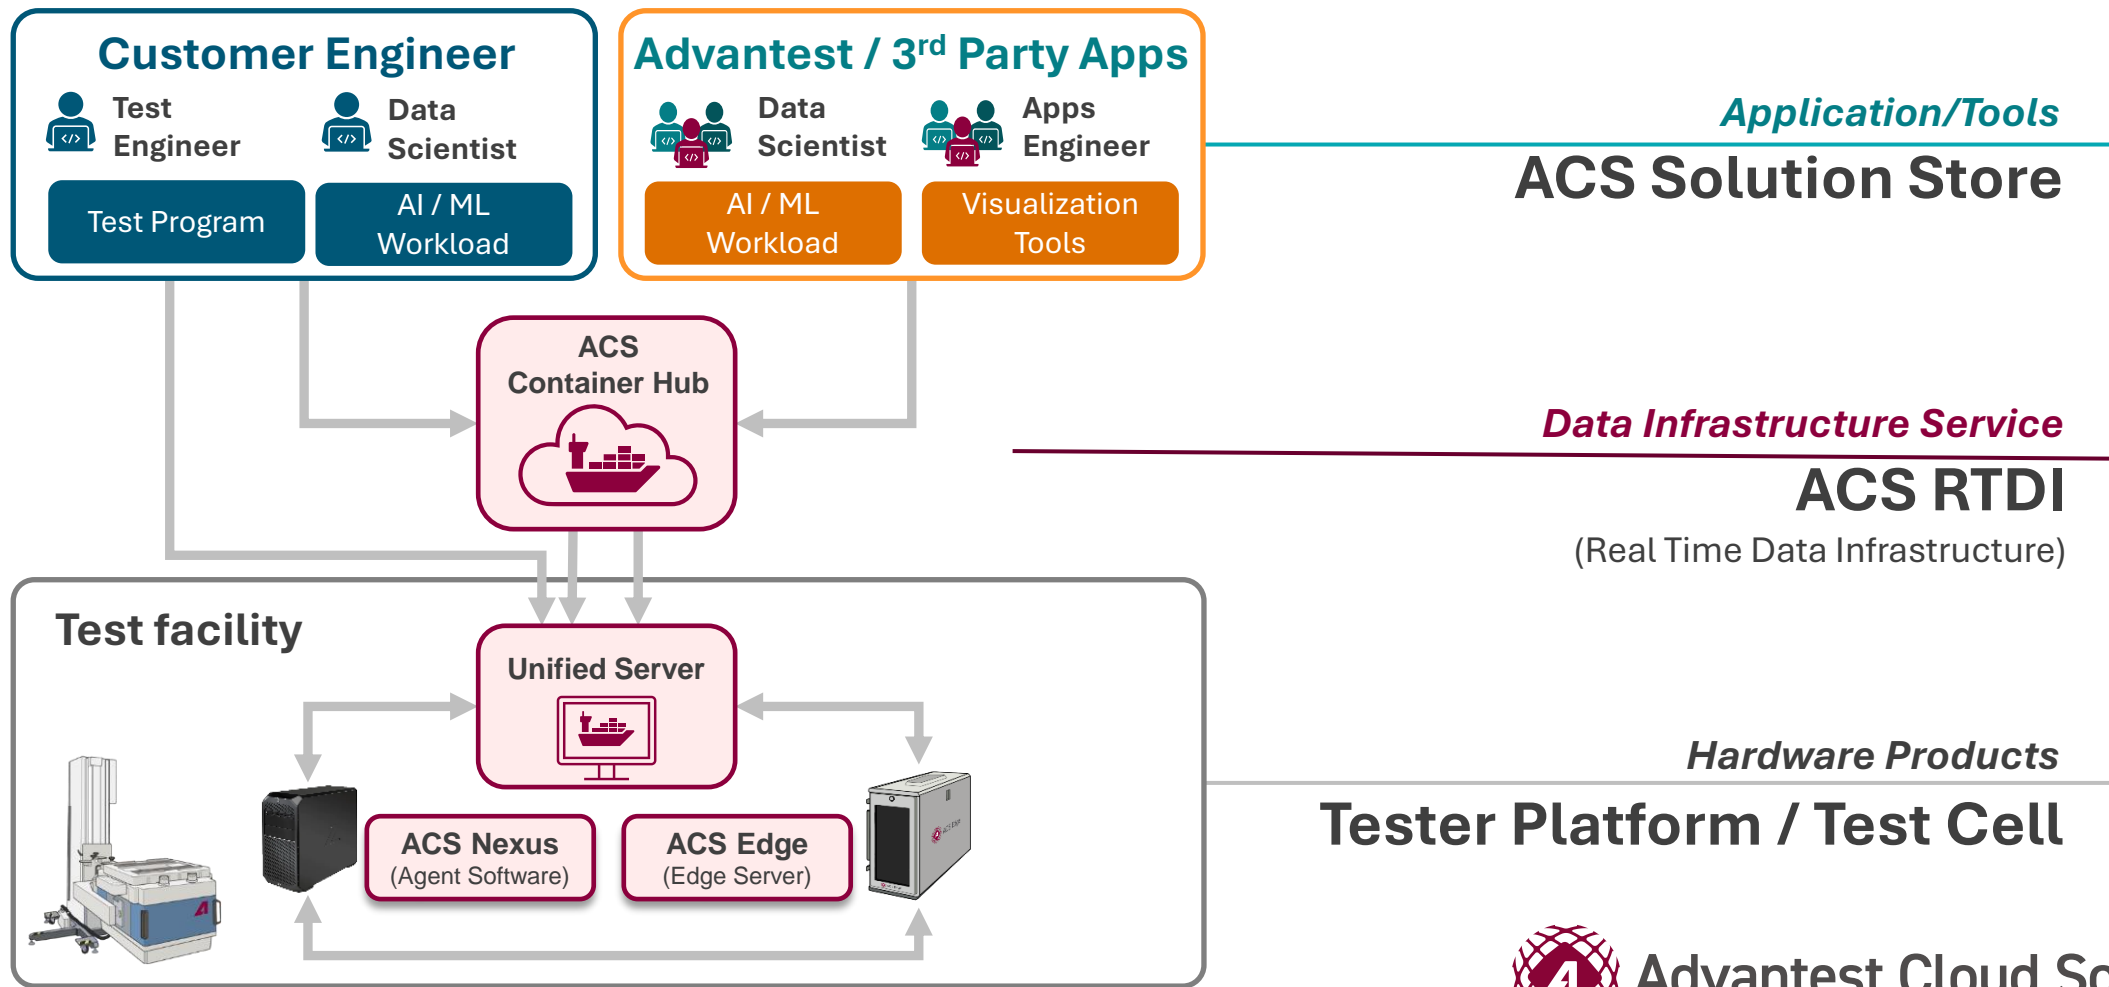 Customer Engineer
Test
Engineer
Data
Scientist
Test Program
AI / ML
Workload
Advantest / 3rd Party Apps
Data
Scientist
Apps
Engineer
AI / ML
Workload
Visualization
Tools
Application/Tools
ACS Solution Store
ACS
Container Hub
Data Infrastructure Service
ACS RTDI
(Real Time Data Infrastructure)
Test facility
Unified Server
ACS Nexus
(Agent Software)
ACS Edge
(Edge Server)
Hardware Products
Tester Platform / Test Cell
Advantest Cloud